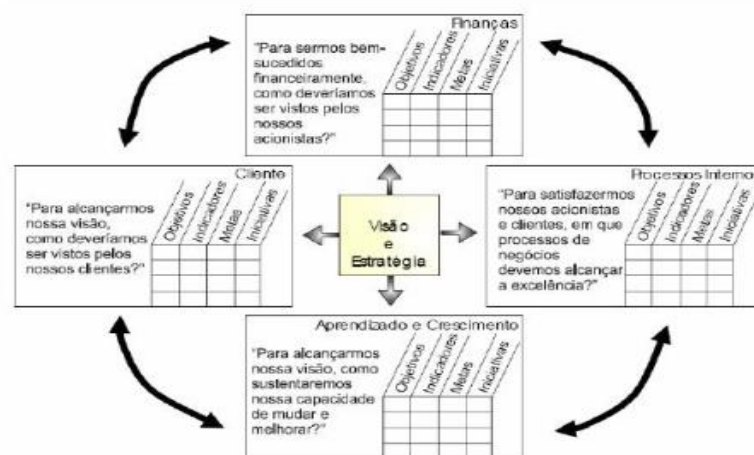 Finanças
"Para sermos bem-
sucedidos
financeiramente,
como deveríamos
ser vistos pelos
nossos
acionistas?"
Objetivos
Indicadores
Metas
Iniciativas
Cliente
"Para alcançarmos
nossa visão,
como deveríamos
ser vistos pelos
nossos clientes?"
Objetivos
Indicadores
Metas
Iniciativas
Visão
e
Estratégia
Processos Internos
"Para satisfazermos
nossos acionistas
e clientes, em que
processos de
negócios
devemos alcançar
a excelência?"
Objetivos
Indicadores
Metas
Iniciativas
Aprendizado e Crescimento
"Para alcançarmos
nossa visão, como
sustentaremos
nossa capacidade
de mudar e
melhorar?"
Objetivos
Indicadores
Metas
Iniciativas